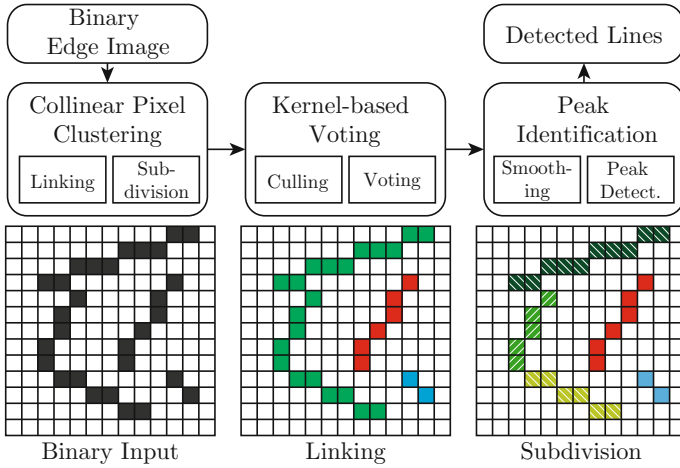 Binary
Edge Image
Detected Lines
Collinear Pixel
Clustering
Linking
Sub-
division
Kernel-based
Voting
Culling
Voting
Peak
Identification
Smooth-
ing
Peak
Detect.
Binary Input
Linking
Subdivision